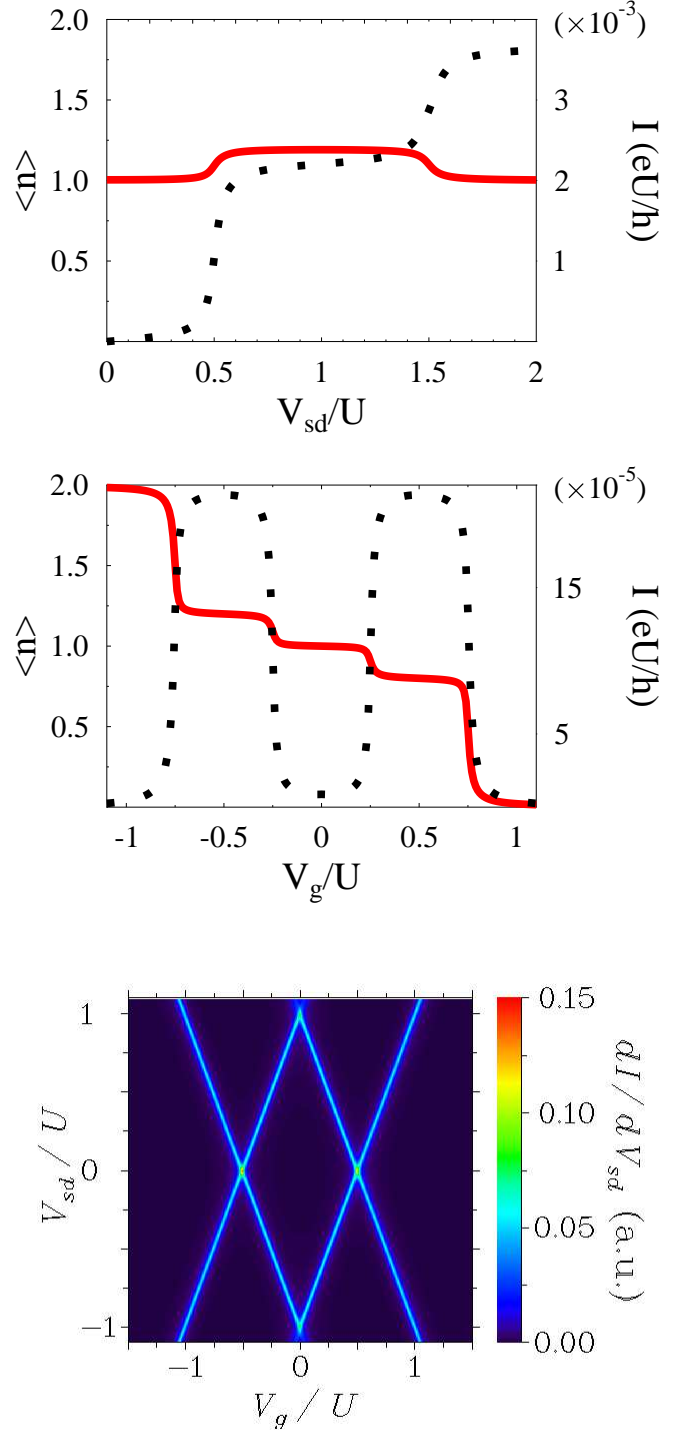 2.0 (×10⁻³)
1.5 3
<n> 1.0 2 I (eU/h)
0.5 1
0 0.5 1 1.5 2
V_sd/U
2.0 (×10⁻⁵)
1.5 15
<n> 1.0 I (eU/h)
0.5 5
-1 -0.5 0 0.5 1
V_g/U
1 0.15
0.10
V_sd / U 0 dI / dV_sd (a.u.)
0.05
−1 0.00
−1 0 1
V_g / U